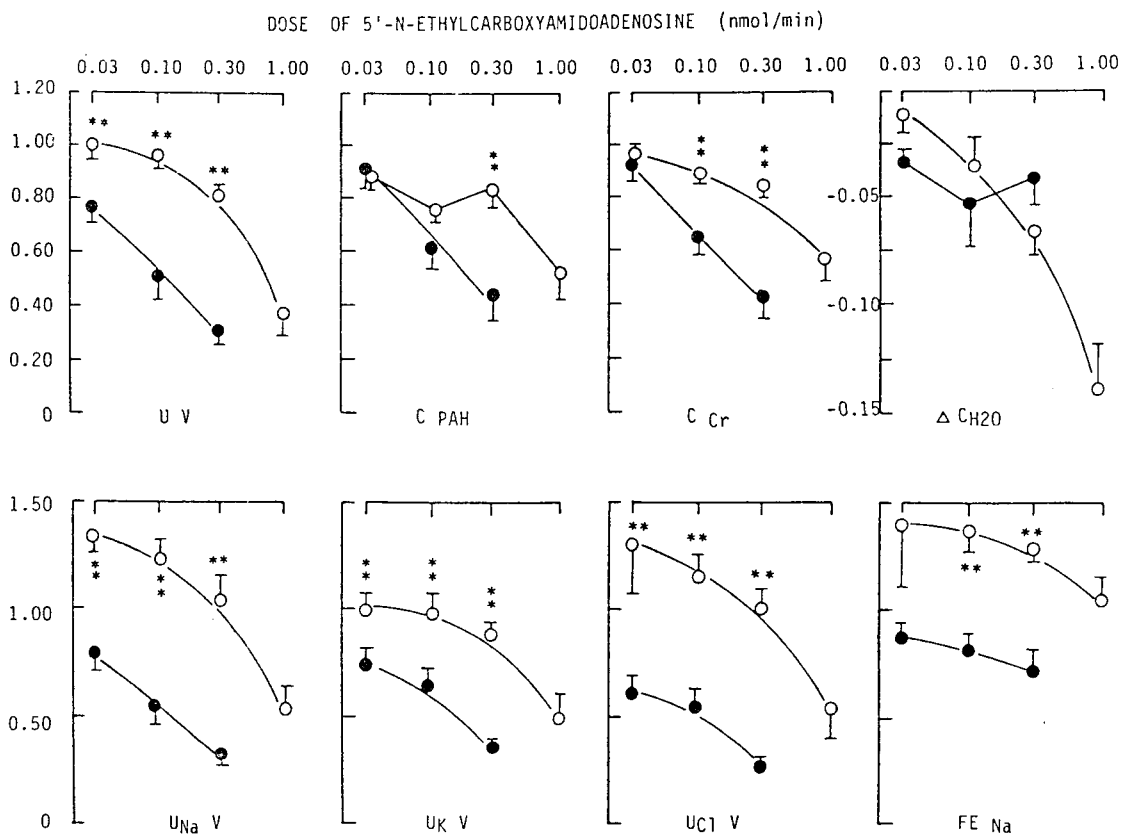 DOSE OF 5'-N-ETHYLCARBOXYAMIDOADENOSINE (nmol/min)
0.03 0.10 0.30 1.00 0.03 0.10 0.30 1.00 0.03 0.10 0.30 1.00 0.03 0.10 0.30 1.00
1.20
1.00
0.80
0.60
0.40
0.20
0
** ** **
**
** **
-0.05
-0.10
-0.15
U V
C PAH
C Cr
Δ CH2O
1.50
1.00
0.50
0
** ** **
** ** **
** ** **
** **
UNa V
UK V
UCl V
FE Na